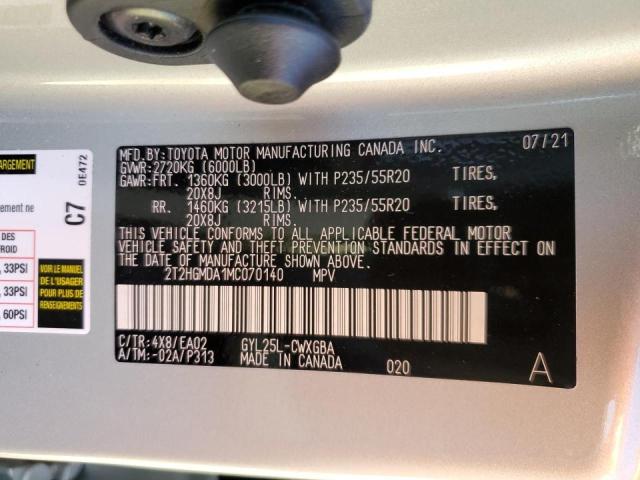 MFD.BY:TOYOTA MOTOR MANUFACTURING CANADA INC. 07/21
GVWR:2720KG (6000LB)
GAWR:FRT. 1360KG (3000LB) WITH P235/55R20 TIRES,
20X8J RIMS.
RR. 1460KG (3215LB) WITH P235/55R20 TIRES,
20X8J RIMS.
THIS VEHICLE CONFORMS TO ALL APPLICABLE FEDERAL MOTOR
VEHICLE SAFETY AND THEFT PREVENTION STANDARDS IN EFFECT ON
THE DATE OF MANUFACTURE SHOWN ABOVE.
2T2HGMDA1MC070140 MPV
C/TR:4X8/EA02 GYL25L-CWXGBA
A/TM:-02A/P313 MADE IN CANADA 020 A
ARGEMENT
0E472
C7
ement ne
DES
ROID
, 33PSI
, 33PSI
, 60PSI
VOIR LE MANUEL
DE L'USAGER
POUR PLUS DE
RENSEIGNEMENTS